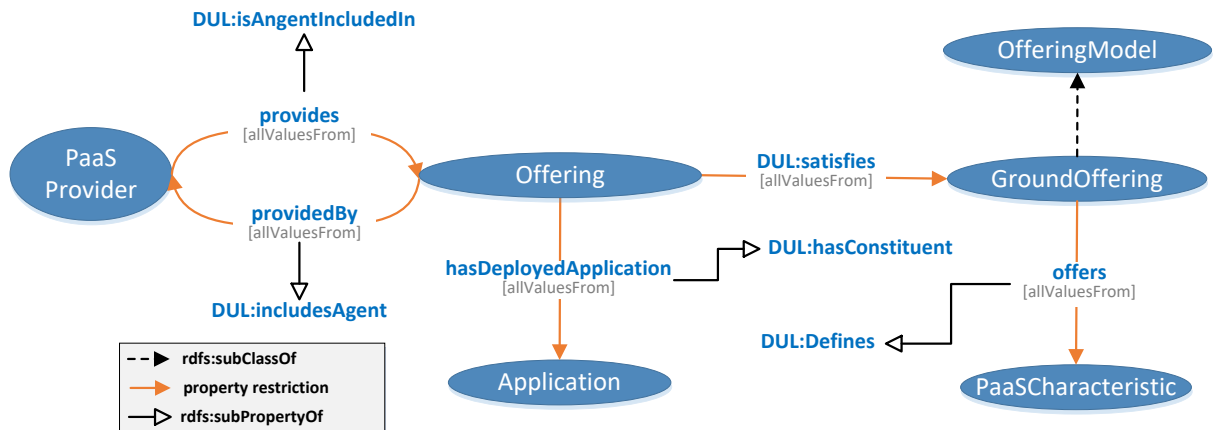 DUL:isAngentIncludedIn
OfferingModel
provides
[allValuesFrom]
PaaS
Provider
Offering
DUL:satisfies
[allValuesFrom]
GroundOffering
providedBy
[allValuesFrom]
hasDeployedApplication
[allValuesFrom]
DUL:hasConstituent
offers
[allValuesFrom]
DUL:includesAgent
DUL:Defines
rdfs:subClassOf
property restriction
rdfs:subPropertyOf
Application
PaaSCharacteristic